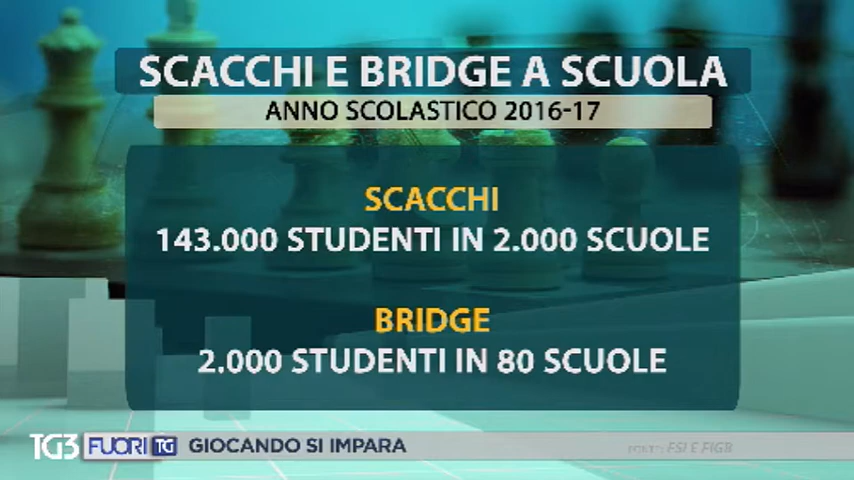 SCACCHI E BRIDGE A SCUOLA
ANNO SCOLASTICO 2016-17
SCACCHI
143.000 STUDENTI IN 2.000 SCUOLE
BRIDGE
2.000 STUDENTI IN 80 SCUOLE
TG3 FUORI TG GIOCANDO SI IMPARA
FONTE: FSI E FIGB